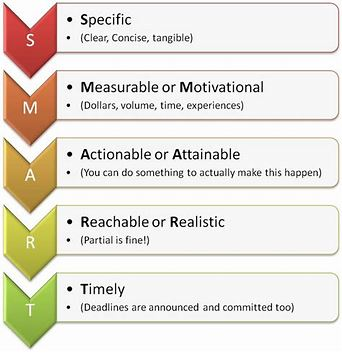 S
• Specific
• (Clear, Concise, tangible)
M
• Measurable or Motivational
• (Dollars, volume, time, experiences)
A
• Actionable or Attainable
• (You can do something to actually make this happen)
R
• Reachable or Realistic
• (Partial is fine!)
T
• Timely
• (Deadlines are announced and committed too)